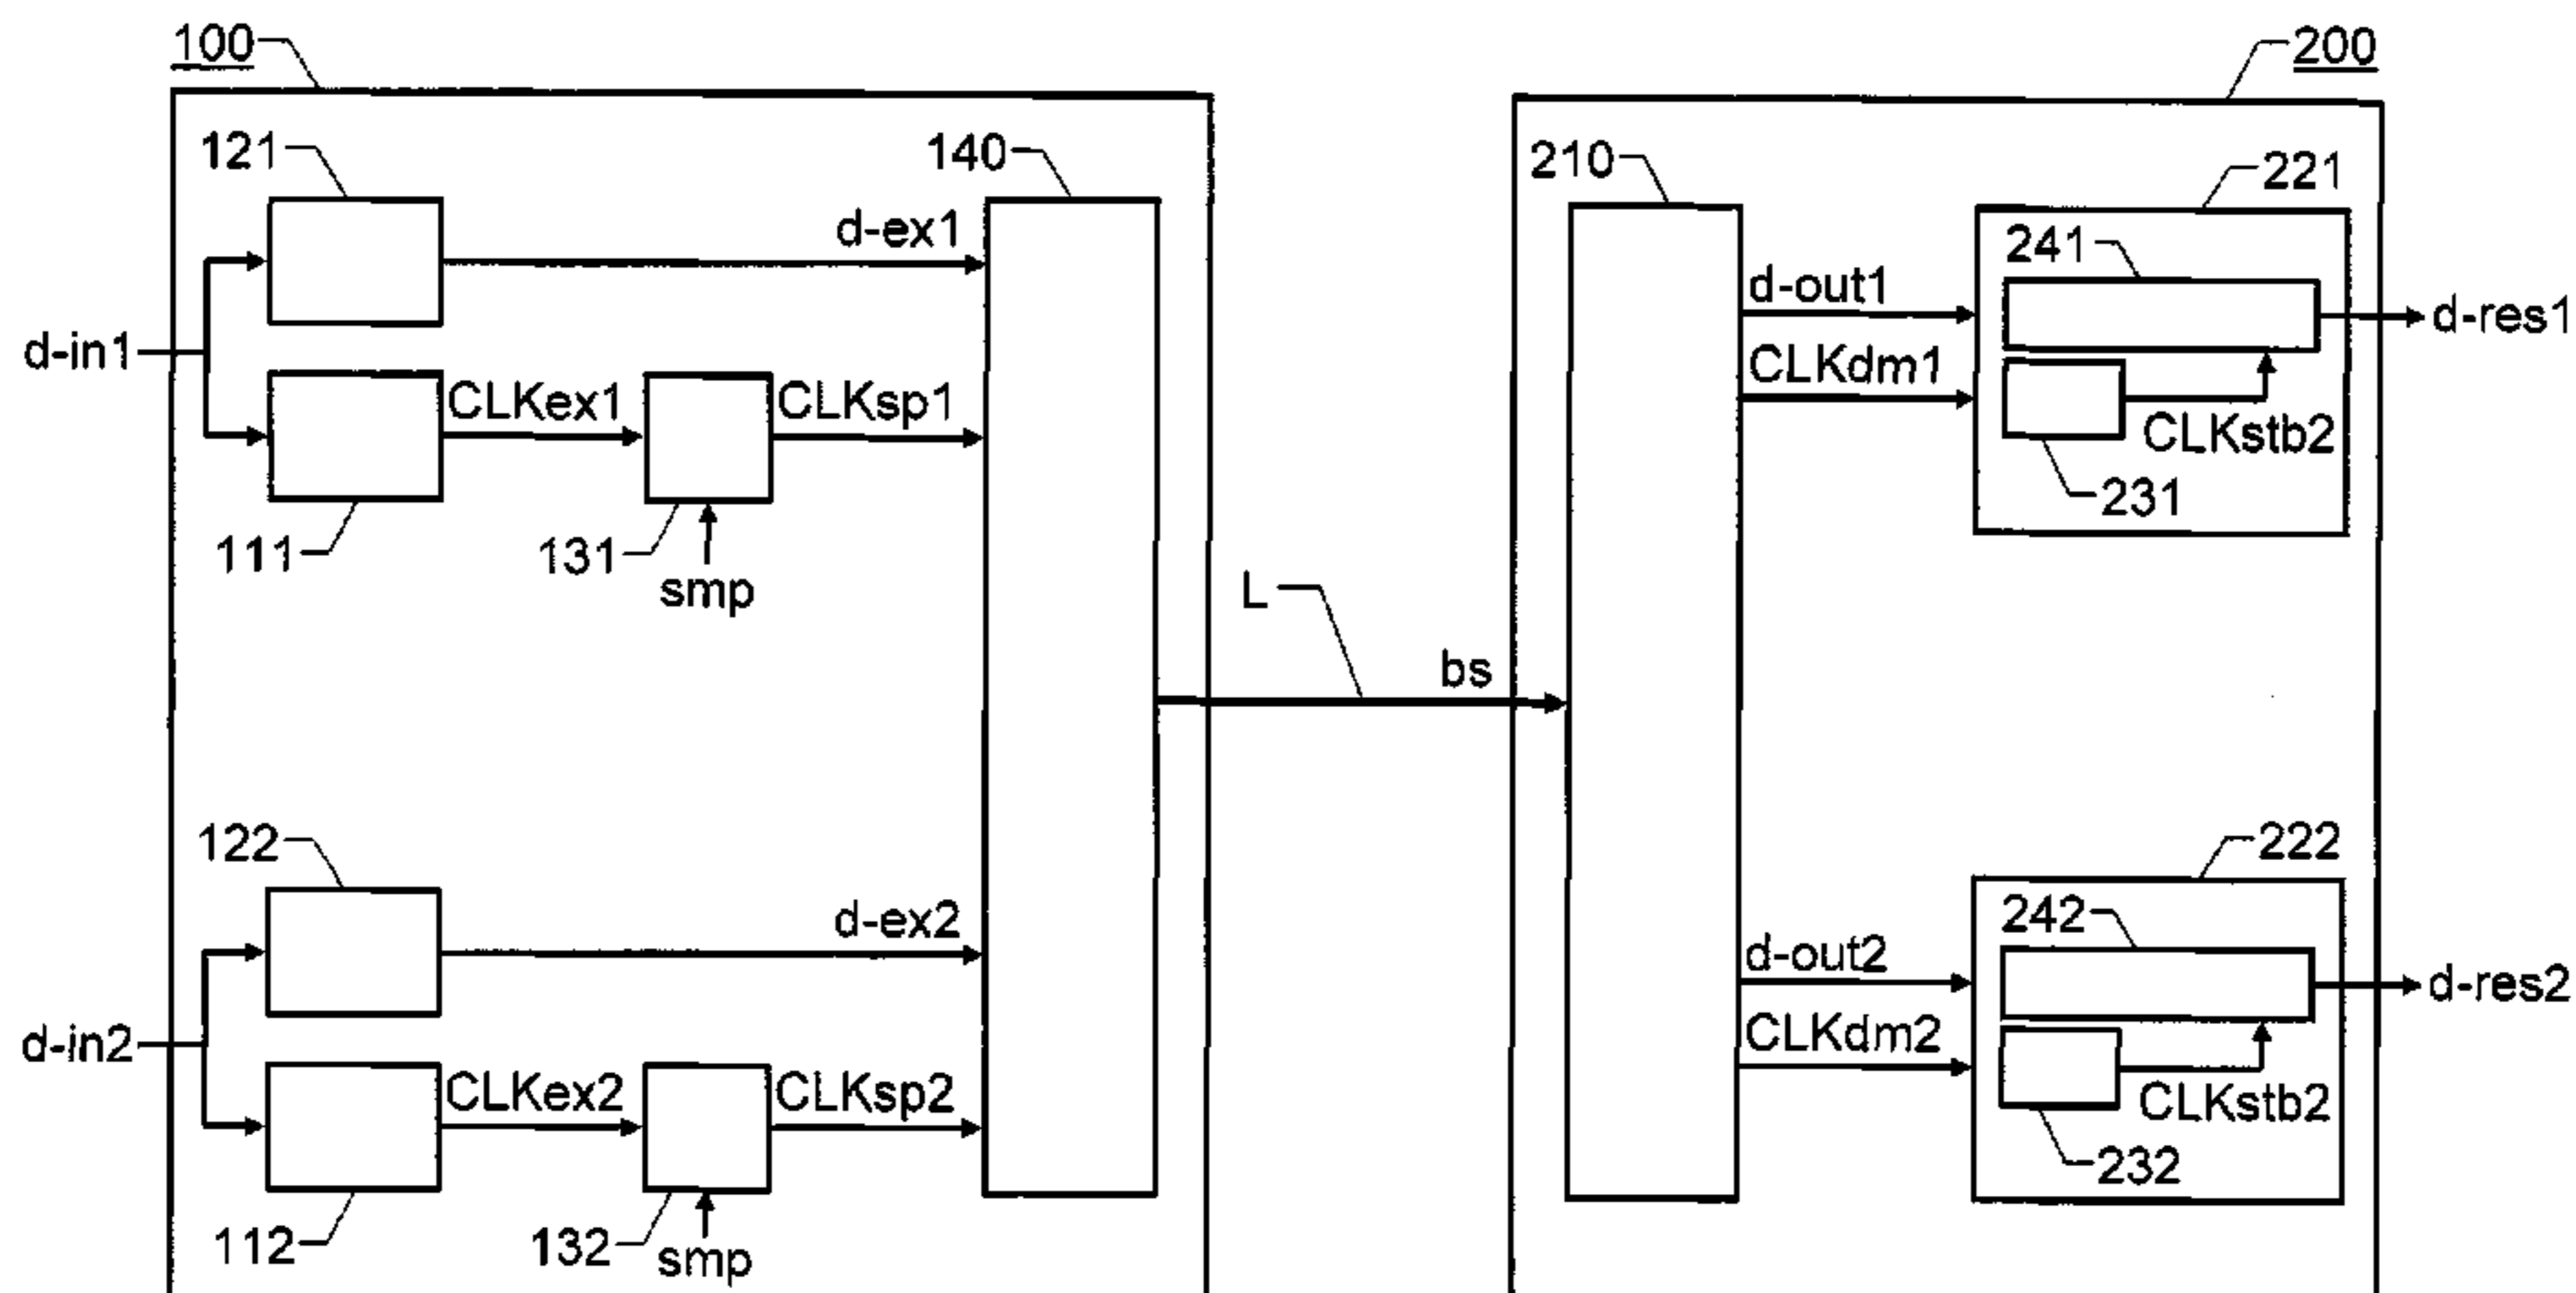 100
200
121
140
210
221
d-ex1
241
d-out1
d-in1
d-res1
CLKex1
CLKsp1
CLKdm1
CLKstb2
111
131
231
smp
L
bs
122
222
d-ex2
242
d-out2
d-in2
d-res2
CLKex2
CLKsp2
CLKdm2
CLKstb2
112
132
232
smp